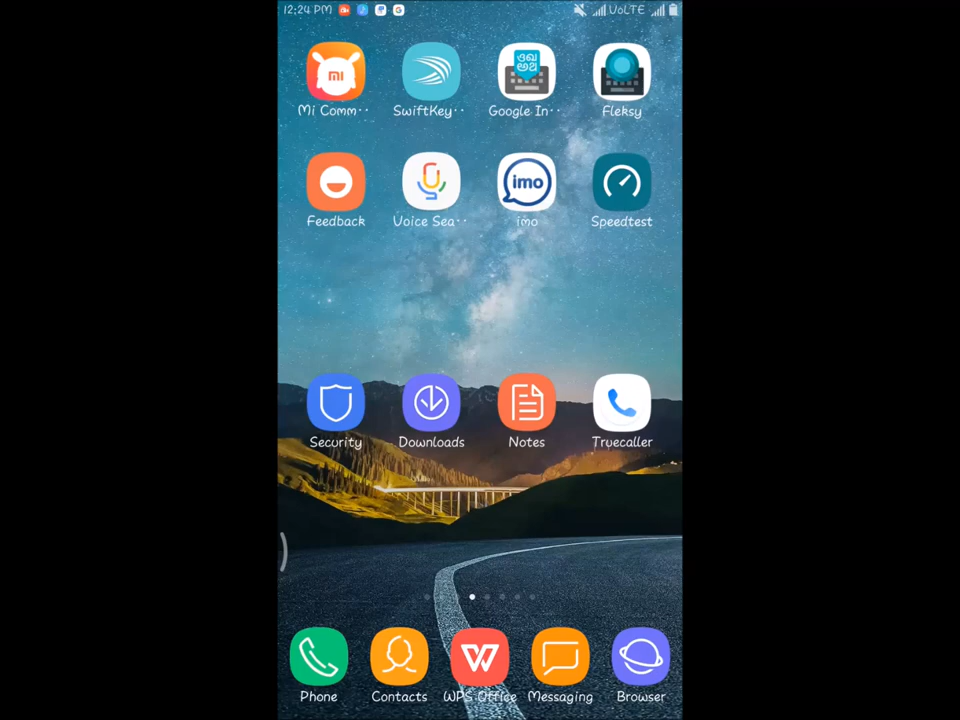 12:24 PM VoLTE
Mi Comm·· SwiftKey·· Google In·· Fleksy
Feedback Voice Sea·· imo Speedtest
Security Downloads Notes Truecaller
Phone Contacts WPS Office Messaging Browser